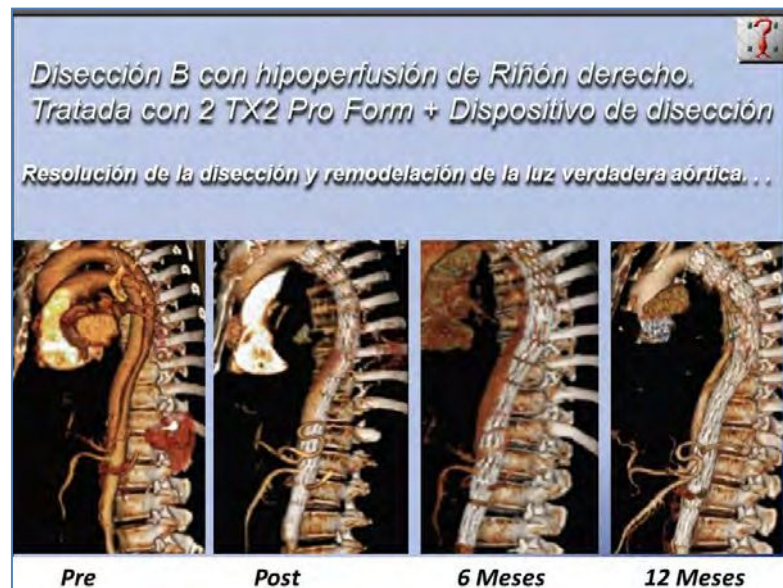 Disección B con hipoperfusión de Riñón derecho.
Tratada con 2 TX2 Pro Form + Dispositivo de disección
Resolución de la disección y remodelación de la luz verdadera aórtica. . .
Pre Post 6 Meses 12 Meses